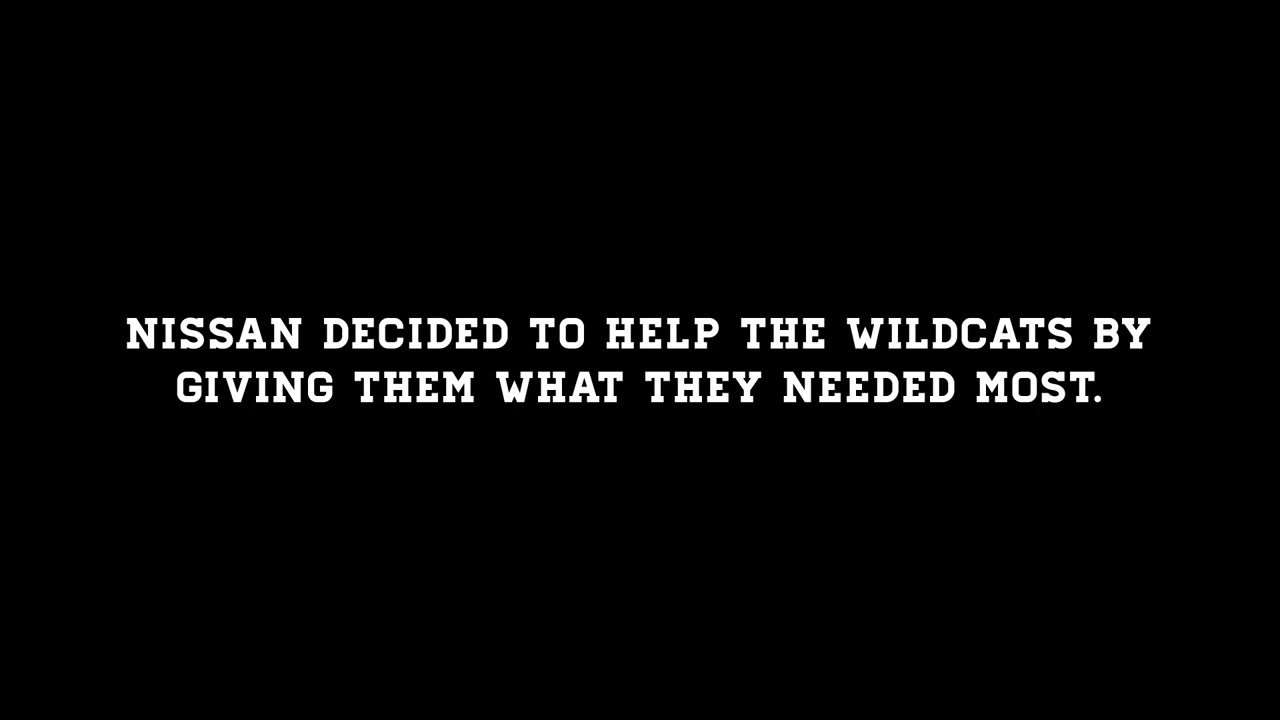 NISSAN DECIDED TO HELP THE WILDCATS BY
GIVING THEM WHAT THEY NEEDED MOST.